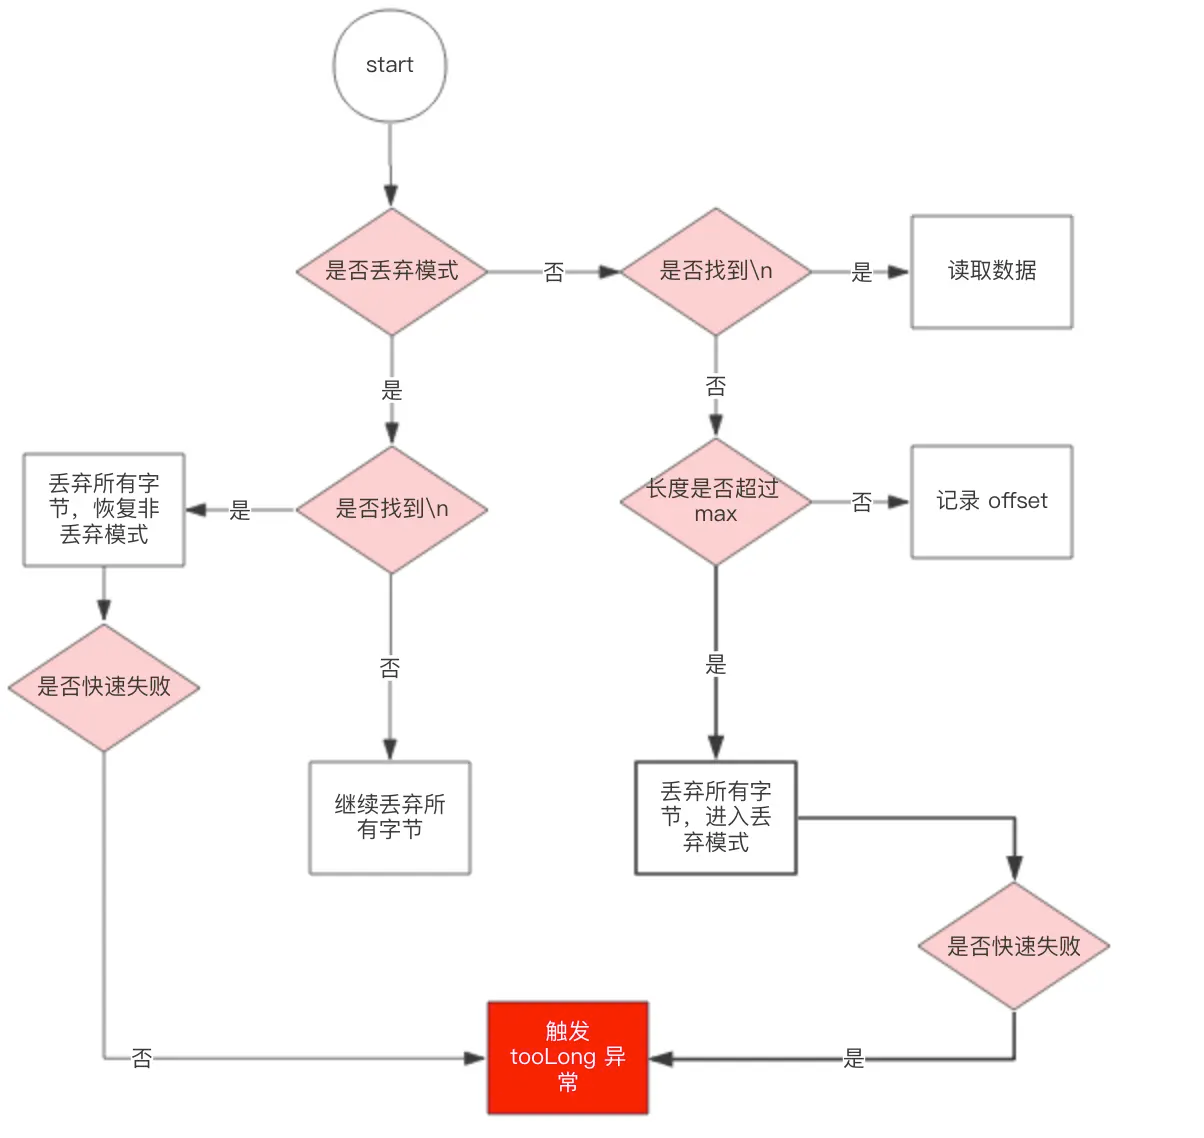 start
是否丢弃模式
否
是否找到\n
是
读取数据
是
否
丢弃所有字
节，恢复非
丢弃模式
是
是否找到\n
长度是否超过
max
否
记录 offset
是否快速失败
否
是
继续丢弃所
有字节
丢弃所有字
节，进入丢
弃模式
是否快速失败
触发
tooLong 异
常
否
是